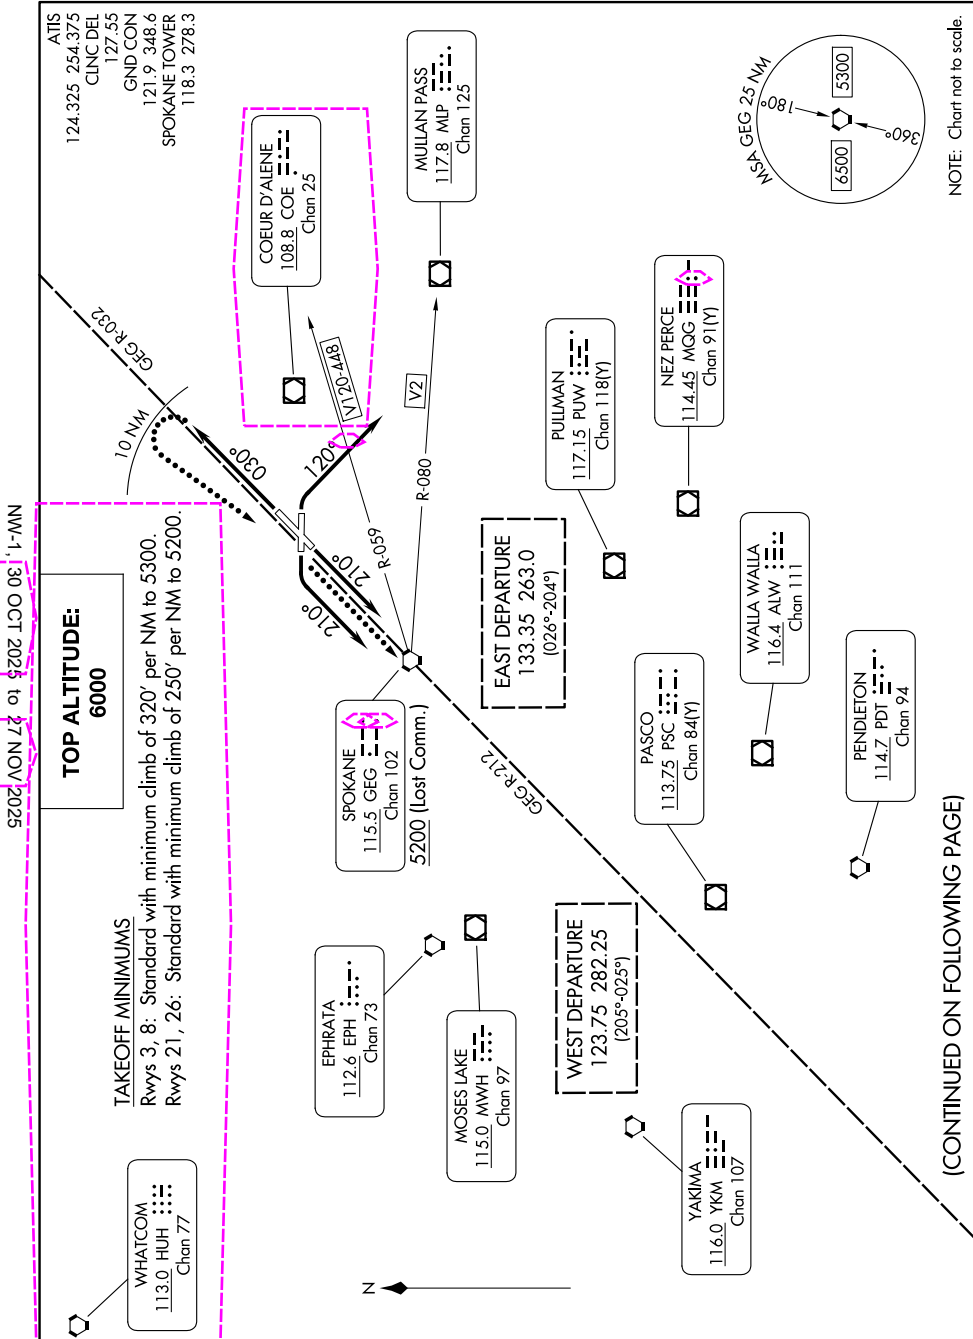 ATIS
124.325 254.375
CLNC DEL
127.55
GND CON
121.9 348.6
SPOKANE TOWER
118.3 278.3
TOP ALTITUDE:
6000
TAKEOFF MINIMUMS
Rwys 3, 8: Standard with minimum climb of 320' per NM to 5300.
Rwys 21, 26: Standard with minimum climb of 250' per NM to 5200.
WHATCOM
113.0 HUH
Chan 77
10 NM
GEG R-032
030°
120°
210°
210°
COEUR D'ALENE
108.8 COE
Chan 25
MULLAN PASS
117.8 MLP
Chan 125
V120-448
V2
R-059
R-080
SPOKANE
115.5 GEG
Chan 102
5200 (Lost Comm.)
GEG R-212
EPHRATA
112.6 EPH
Chan 73
MOSES LAKE
115.0 MWH
Chan 97
EAST DEPARTURE
133.35 263.0
(026°-204°)
WEST DEPARTURE
123.75 282.25
(205°-025°)
PULLMAN
117.15 PUW
Chan 118(Y)
NEZ PERCE
114.45 MQG
Chan 91(Y)
WALLA WALLA
116.4 ALW
Chan 111
PASCO
113.75 PSC
Chan 84(Y)
PENDLETON
114.7 PDT
Chan 94
YAKIMA
116.0 YKM
Chan 107
N
MSA GEG 25 NM
180°
360°
5300
6500
NOTE: Chart not to scale.
(CONTINUED ON FOLLOWING PAGE)
NW-1, 30 OCT 2025 to 27 NOV 2025